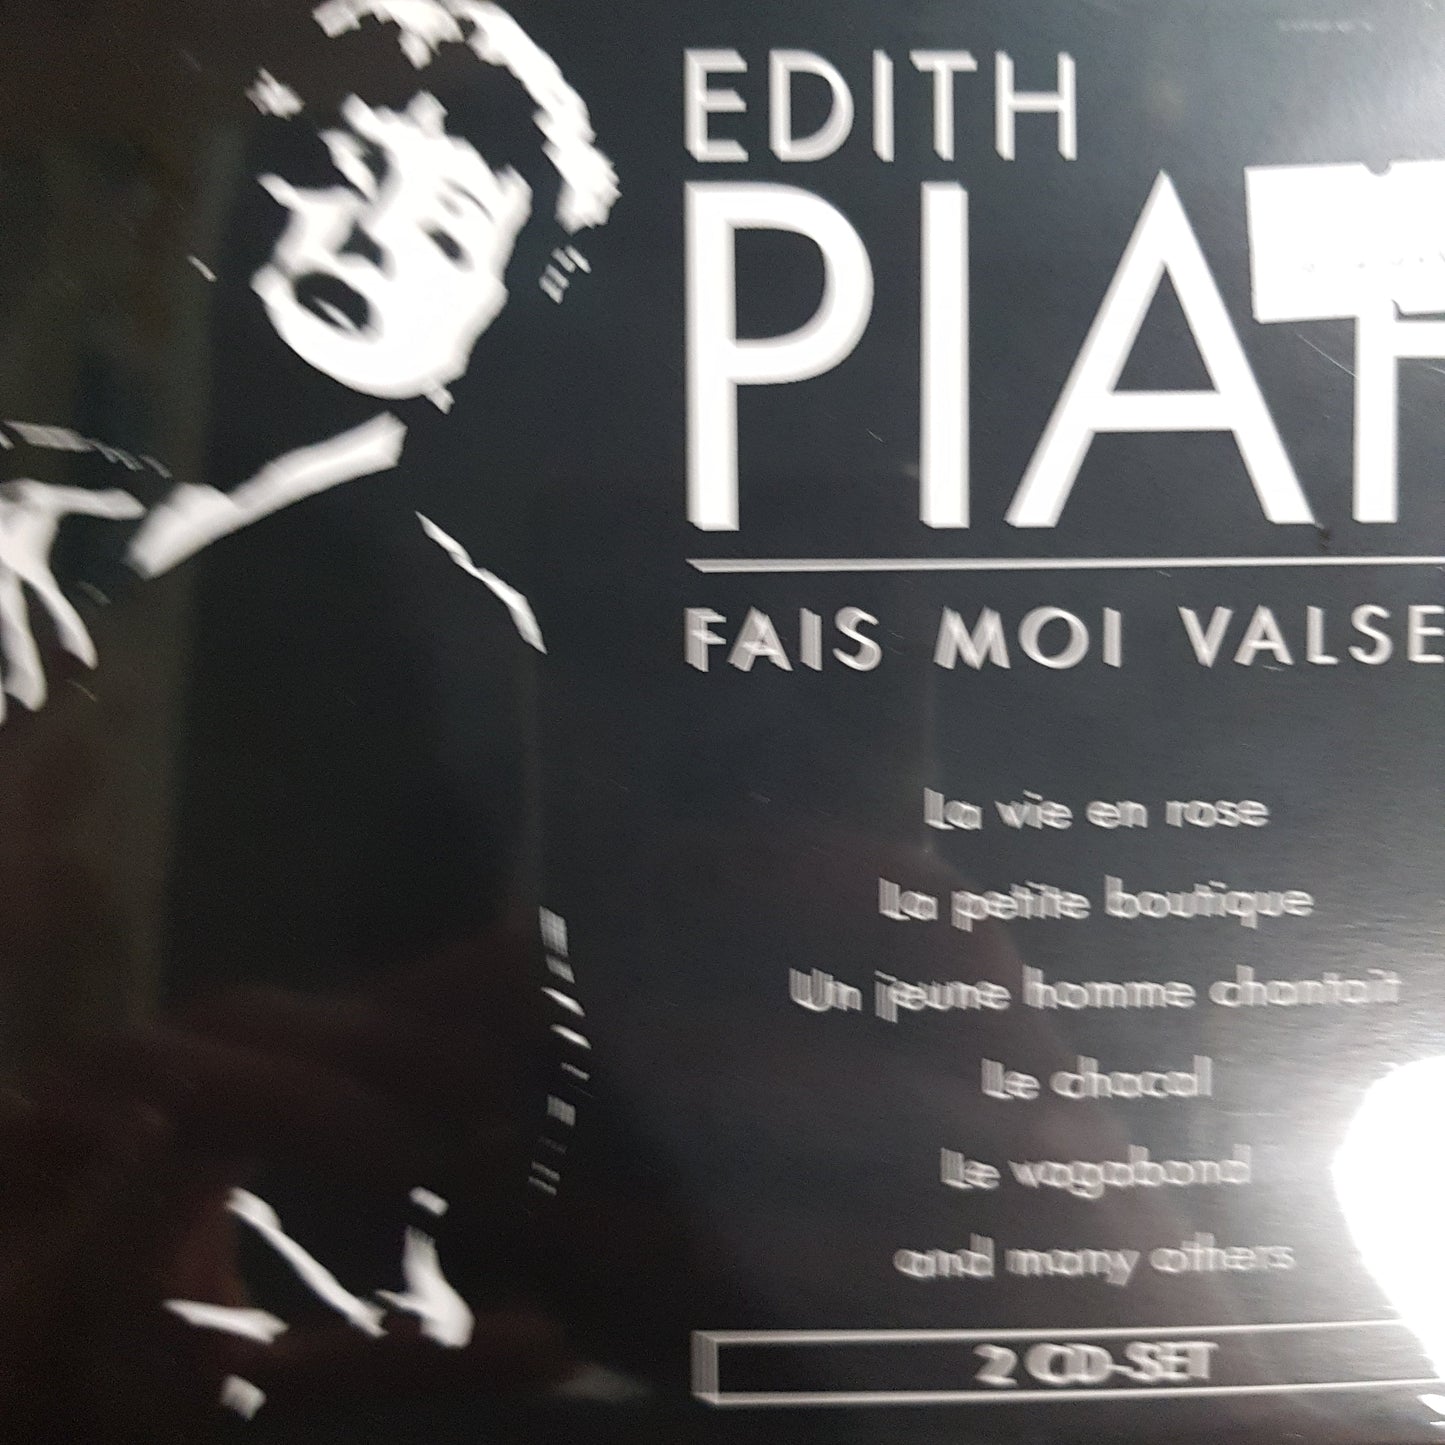 EDITH
PIAF
FAIS MOI VALSE
La vie en rose
La petite boutique
Un jeune homme chantait
Le chacal
Le vagabond
and many others
2 CD-SET